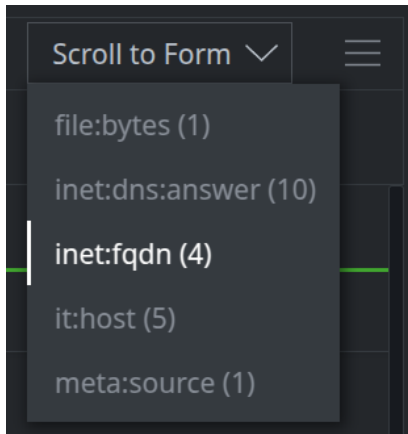 Scroll to Form
file:bytes (1)
inet:dns:answer (10)
inet:fqdn (4)
it:host (5)
meta:source (1)